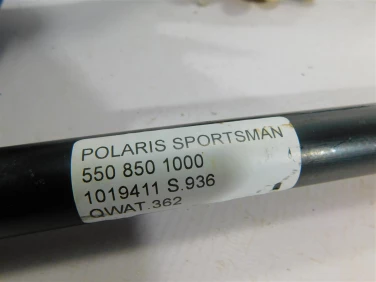 POLARIS SPORTSMAN
550 850 1000
1019411 S.936
QWAT.362